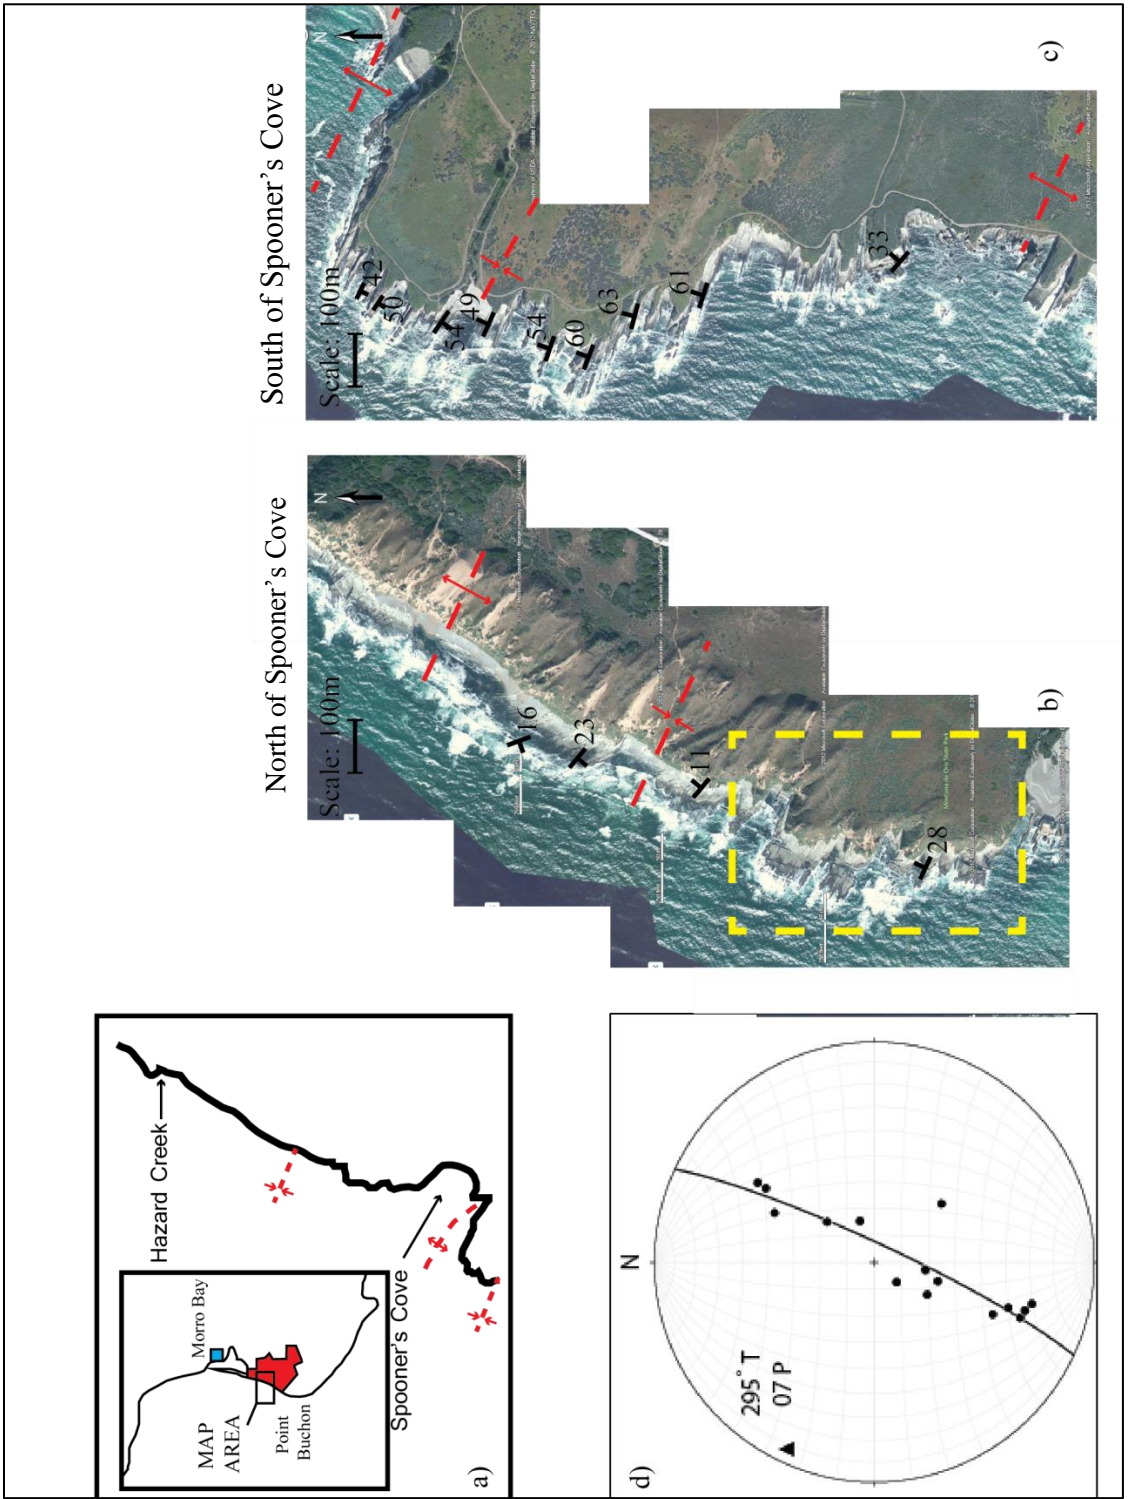 South of Spooner's Cove
N
Scale: 100m
42
50
54
49
54
60
63
61
33
c)
North of Spooner's Cove
N
Scale: 100m
16
23
11
28
b)
Hazard Creek
Morro Bay
MAP
AREA
Point
Buchon
Spooner's Cove
a)
d)
N
295° T
07 P